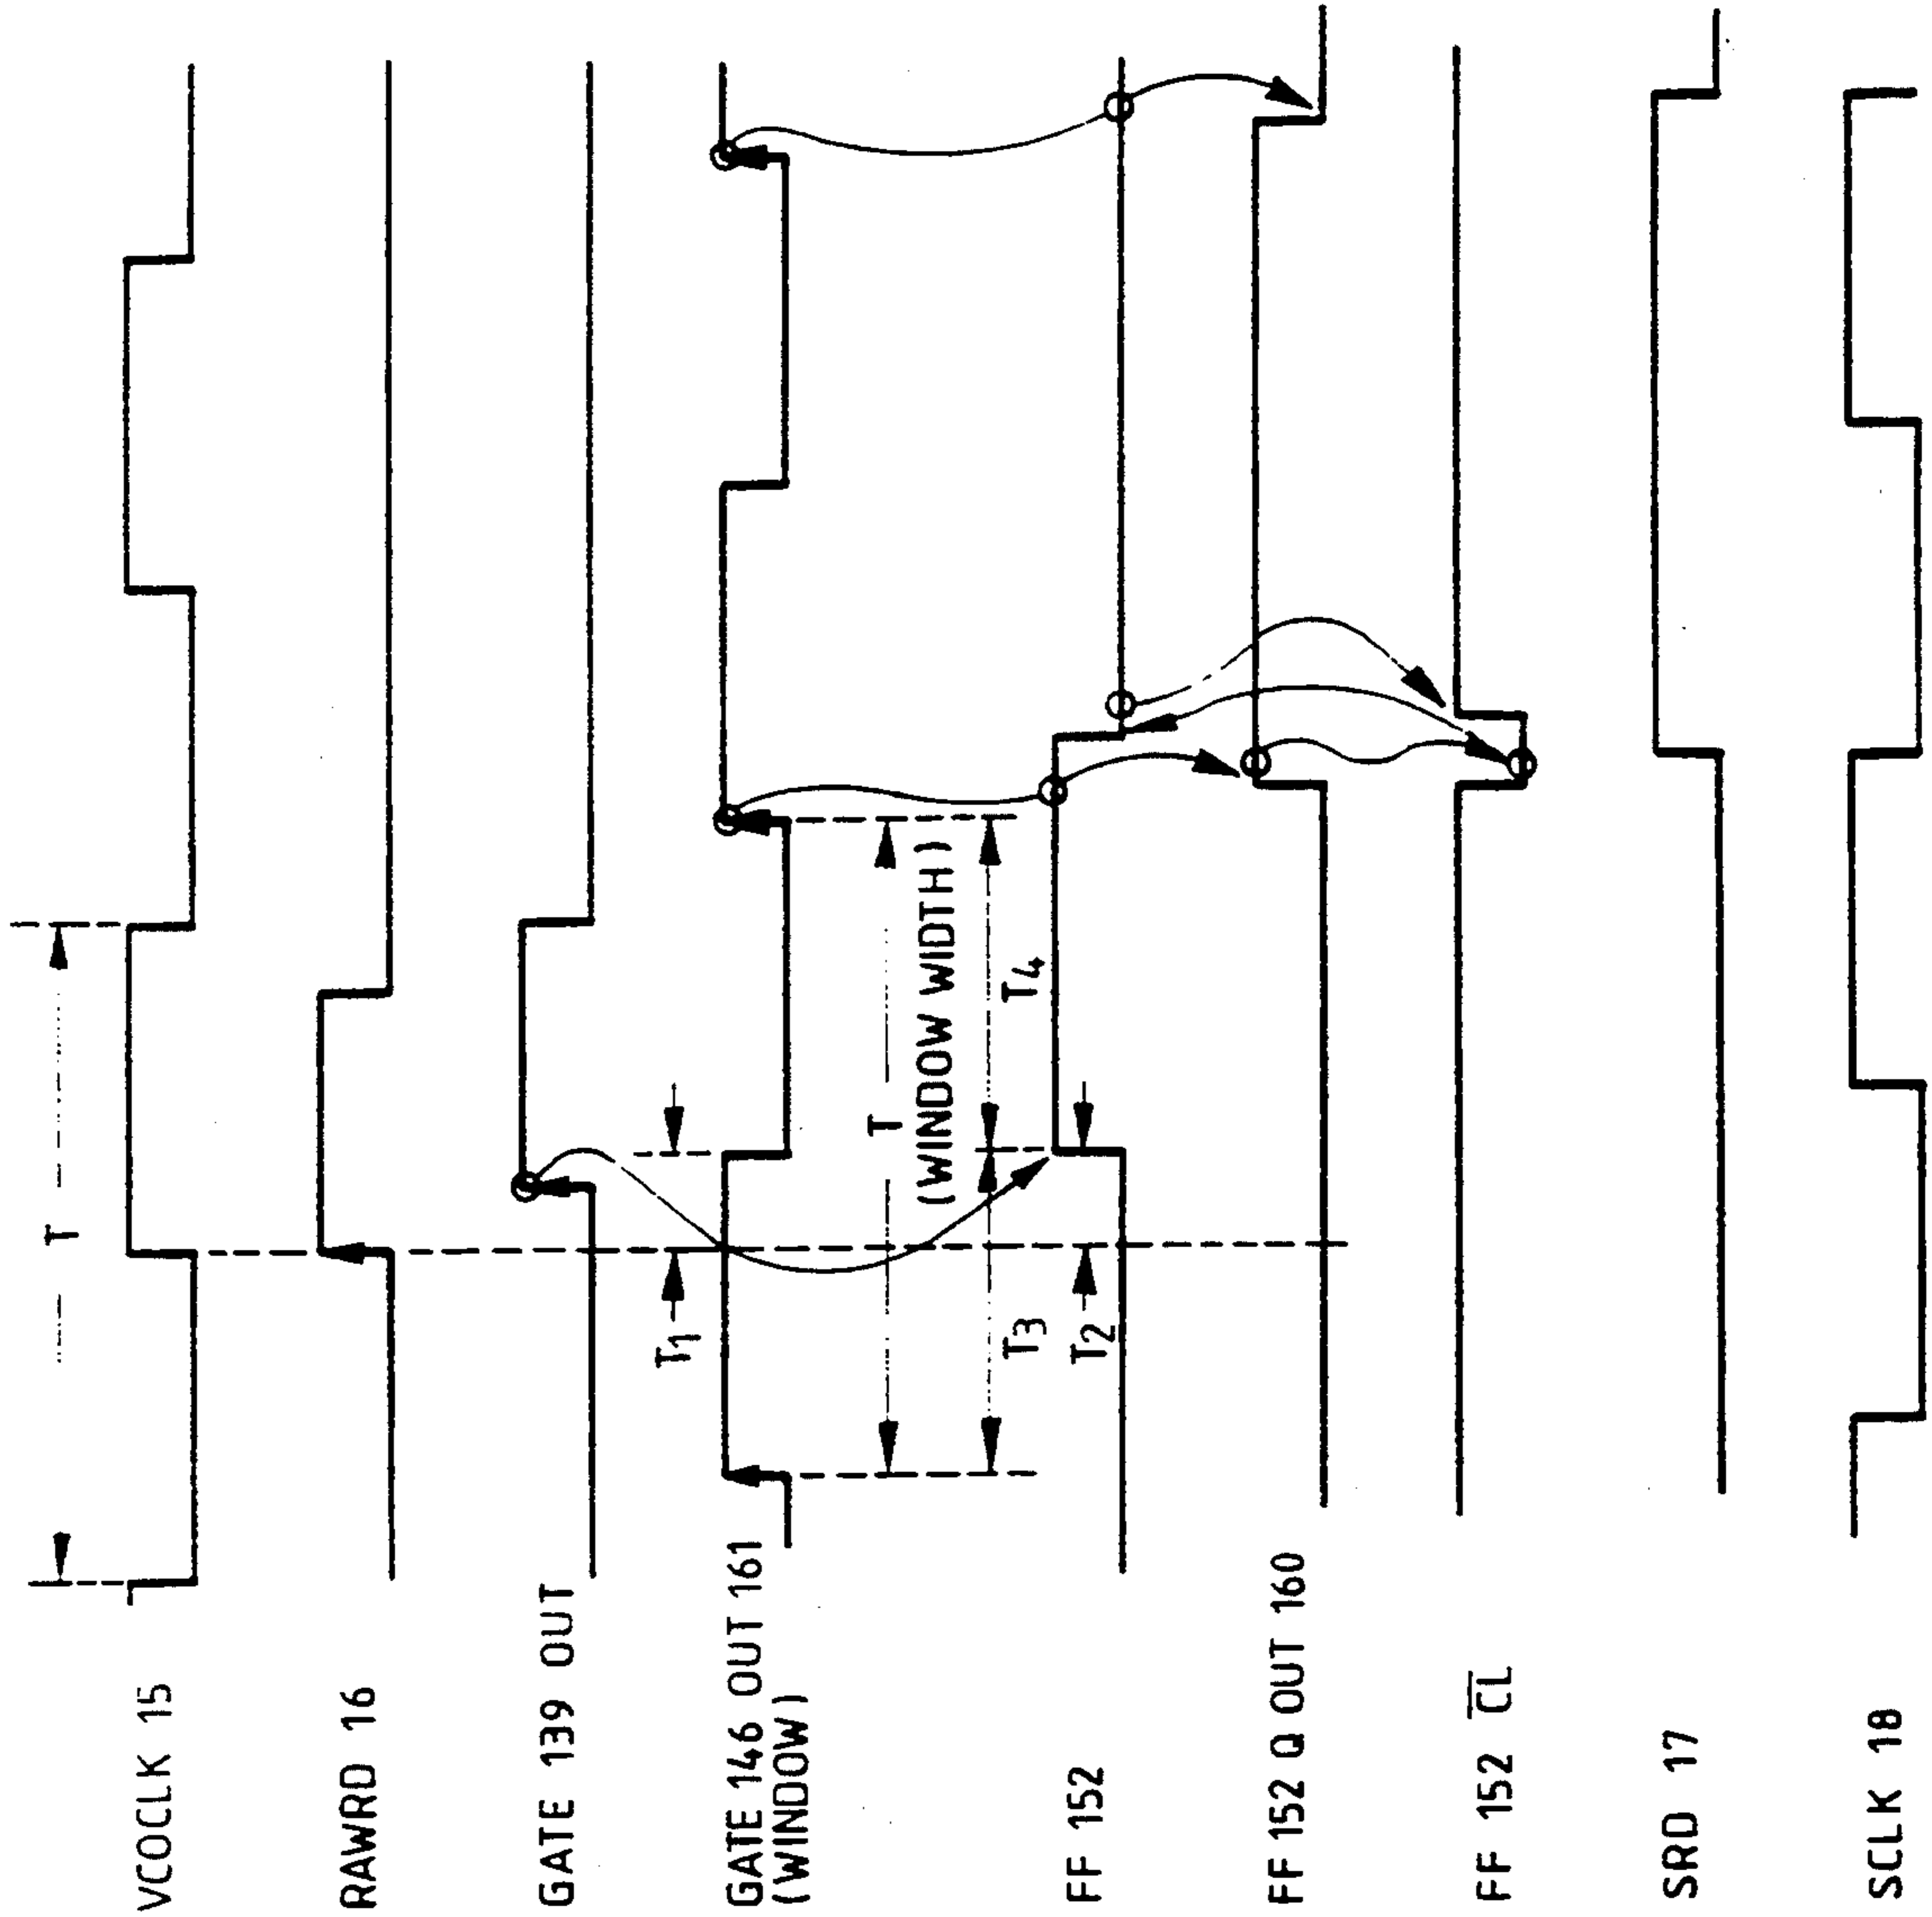 VCOCLK 15
T
RAWRD 16
GATE 139 OUT
T1
GATE 146 OUT 161
(WINDOW)
T
(WINDOW WIDTH)
T3
T4
T2
FF 152
FF 152 Q OUT 160
FF 152 C̅L̅
SRD 17
SCLK 18